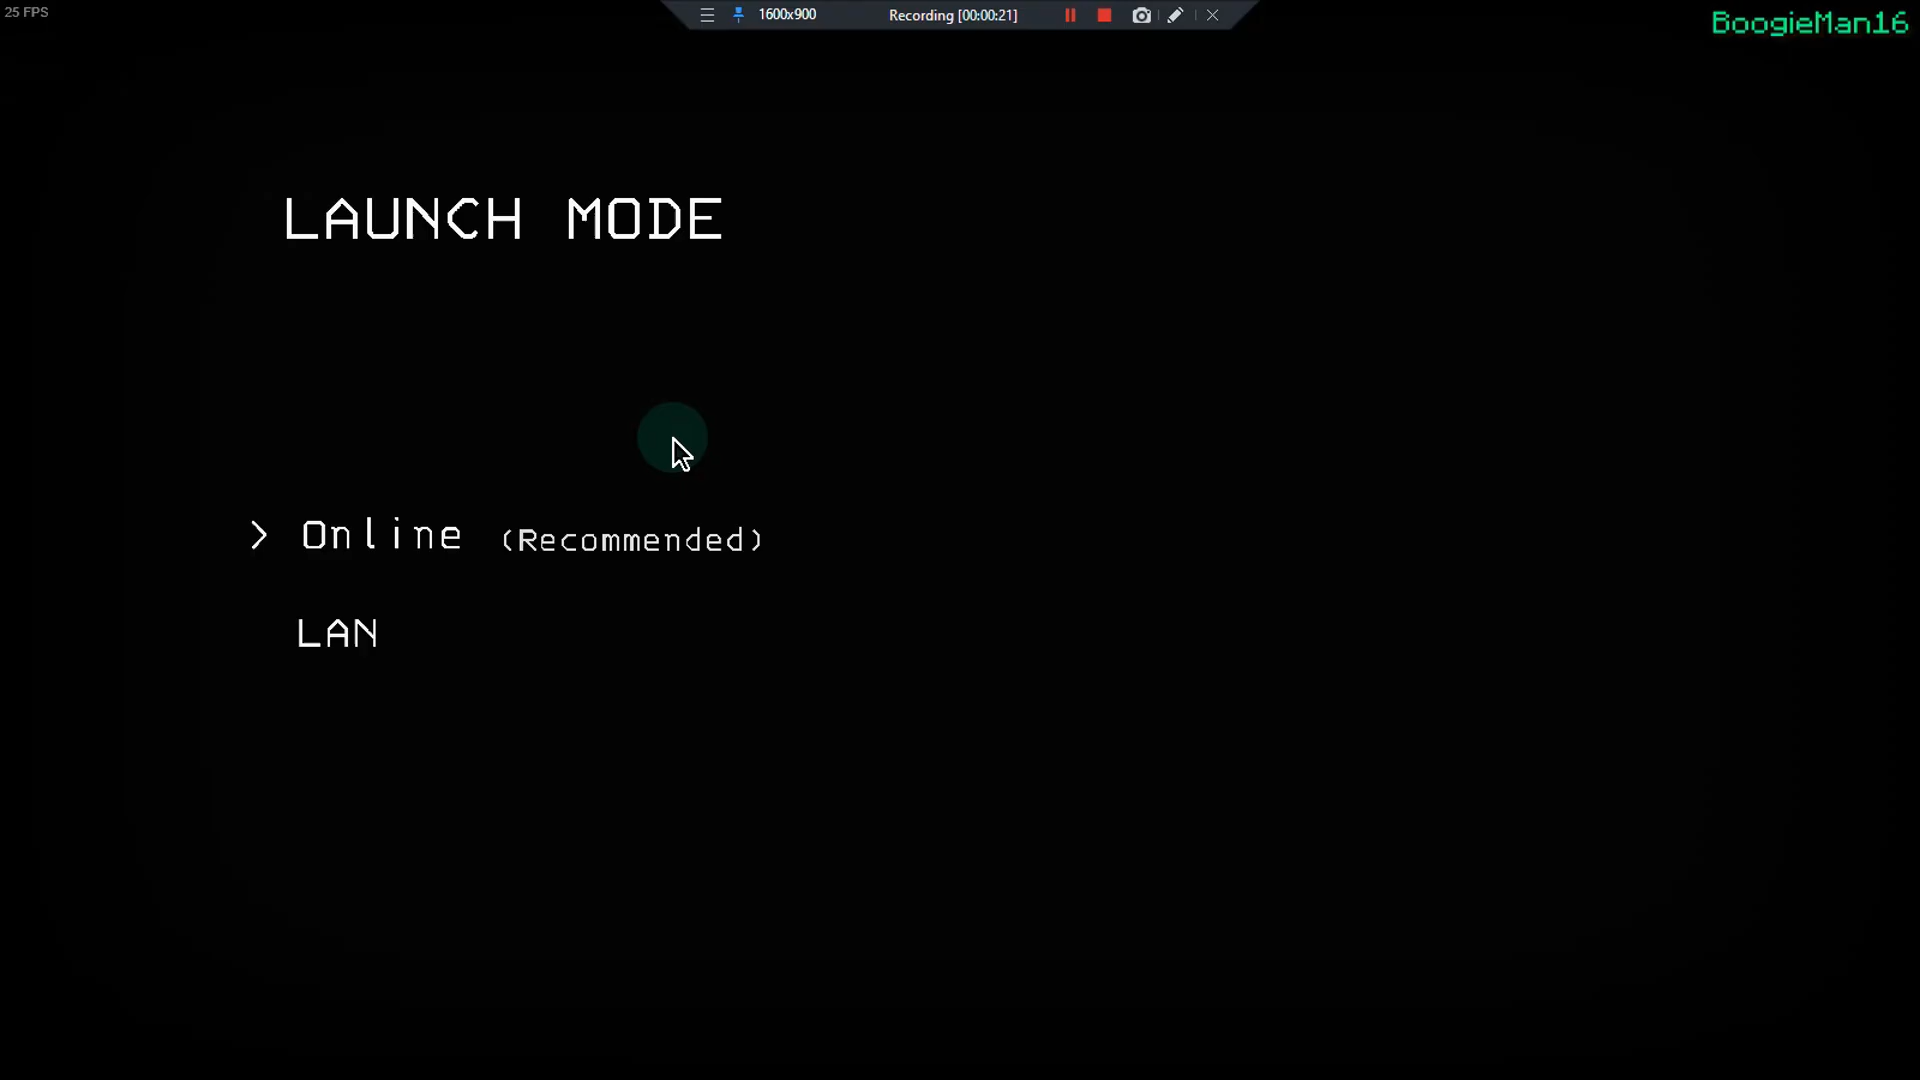 25 FPS
1600x900 Recording [00:00:21]
BoogieMan16
LAUNCH MODE
> Online (Recommended)
LAN